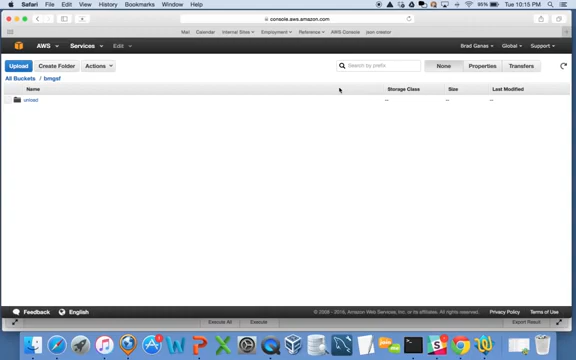 Safari File Edit View History Bookmarks Window Help 95% Tue 10:15 PM
console.aws.amazon.com
Mail Calendar Internal Sites Employment Reference AWS Console json creator
AWS Services Edit Brad Ganas Global Support
Upload Create Folder Actions Search by prefix None Properties Transfers
All Buckets / bmgsf
Name Storage Class Size Last Modified
unload -- -- --
Feedback English © 2008 - 2016, Amazon Web Services, Inc. or its affiliates. All rights reserved. Privacy Policy Terms of Use
Execute All Execute Export Result